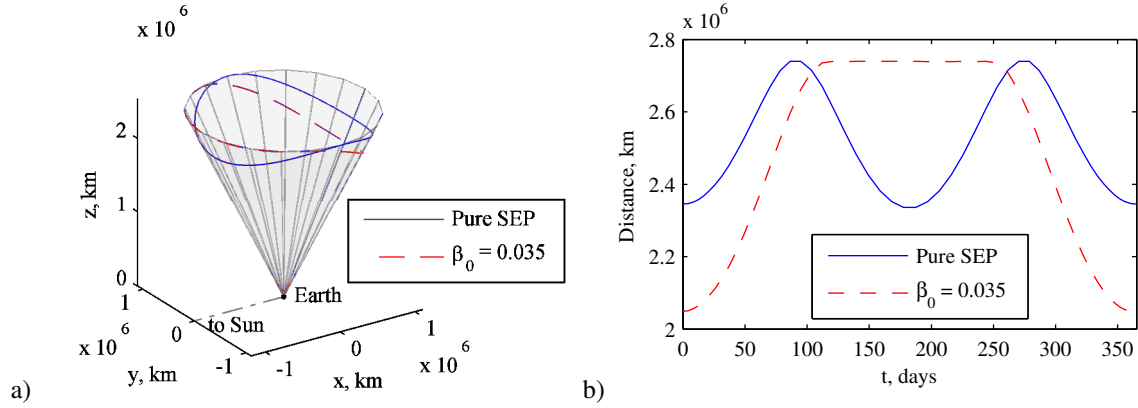 x 10 6
2
1
0
z, km
Pure SEP
β0 = 0.035
Earth
to Sun
1
0
-1
x 10 6
y, km
-1
0
1
x 10 6
x, km
a)
x 10 6
2.8
2.6
2.4
2.2
2
Distance, km
Pure SEP
β0 = 0.035
0 50 100 150 200 250 300 350
t, days
b)